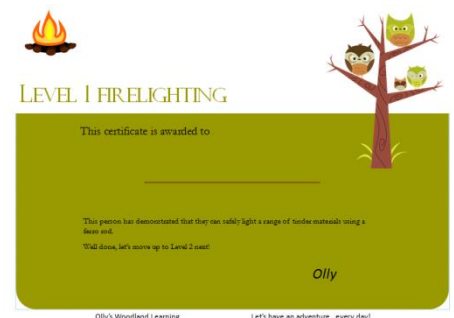 LEVEL 1 FIRELIGHTING
This certificate is awarded to
This person has demonstrated that they can safely light a range of tinder materials using a
ferro rod.
Well done, let's move up to Level 2 next!
Olly
Olly's Woodland Learning
Let's have an adventure...every day!